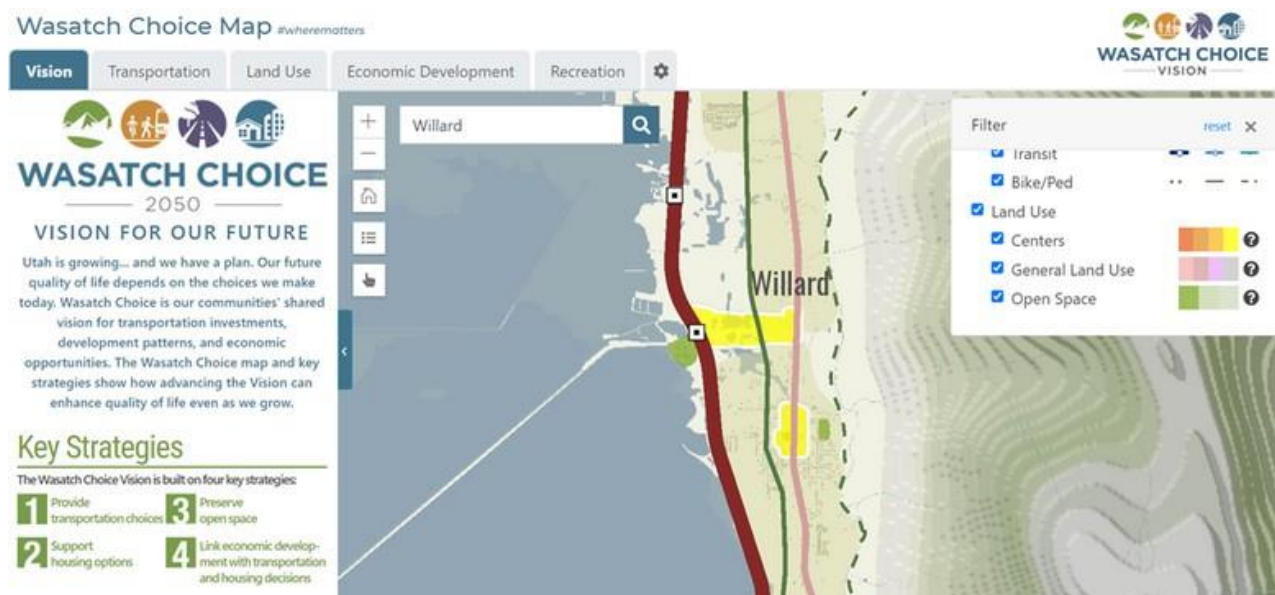 Wasatch Choice Map #wherematters
WASATCH CHOICE
VISION
Vision
Transportation
Land Use
Economic Development
Recreation
WASATCH CHOICE
2050
VISION FOR OUR FUTURE
Utah is growing... and we have a plan. Our future
quality of life depends on the choices we make
today. Wasatch Choice is our communities' shared
vision for transportation investments,
development patterns, and economic
opportunities. The Wasatch Choice map and key
strategies show how advancing the Vision can
enhance quality of life even as we grow.
Key Strategies
The Wasatch Choice Vision is built on four key strategies:
1 Provide
transportation choices
2 Support
housing options
3 Preserve
open space
4 Link economic develop-
ment with transportation
and housing decisions
Willard
Willard
Filter
reset
Transit
Bike/Ped
Land Use
Centers
General Land Use
Open Space